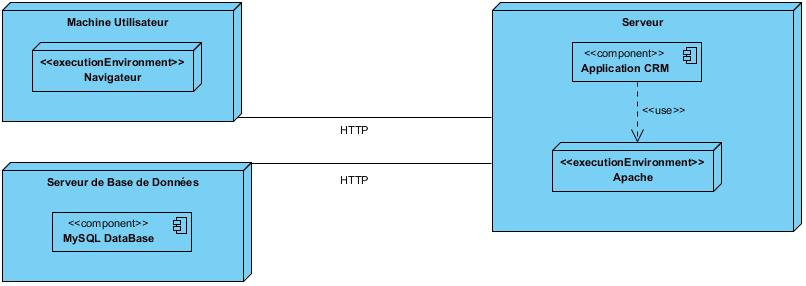 Machine Utilisateur
<<executionEnvironment>>
Navigateur
HTTP
Serveur de Base de Données
<<component>>
MySQL DataBase
HTTP
Serveur
<<component>>
Application CRM
<<use>>
<<executionEnvironment>>
Apache